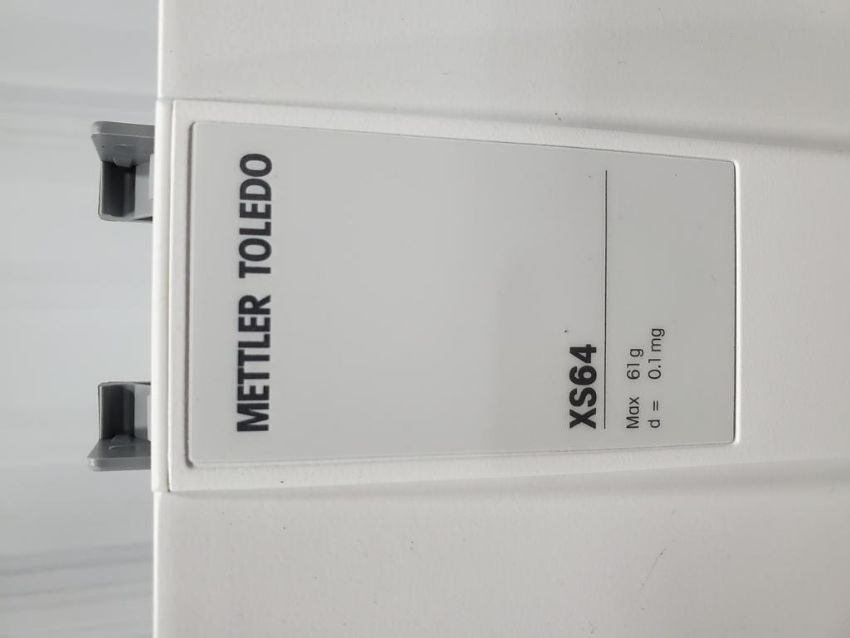 METTLER TOLEDO
XS64
Max 61 g
d = 0.1 mg